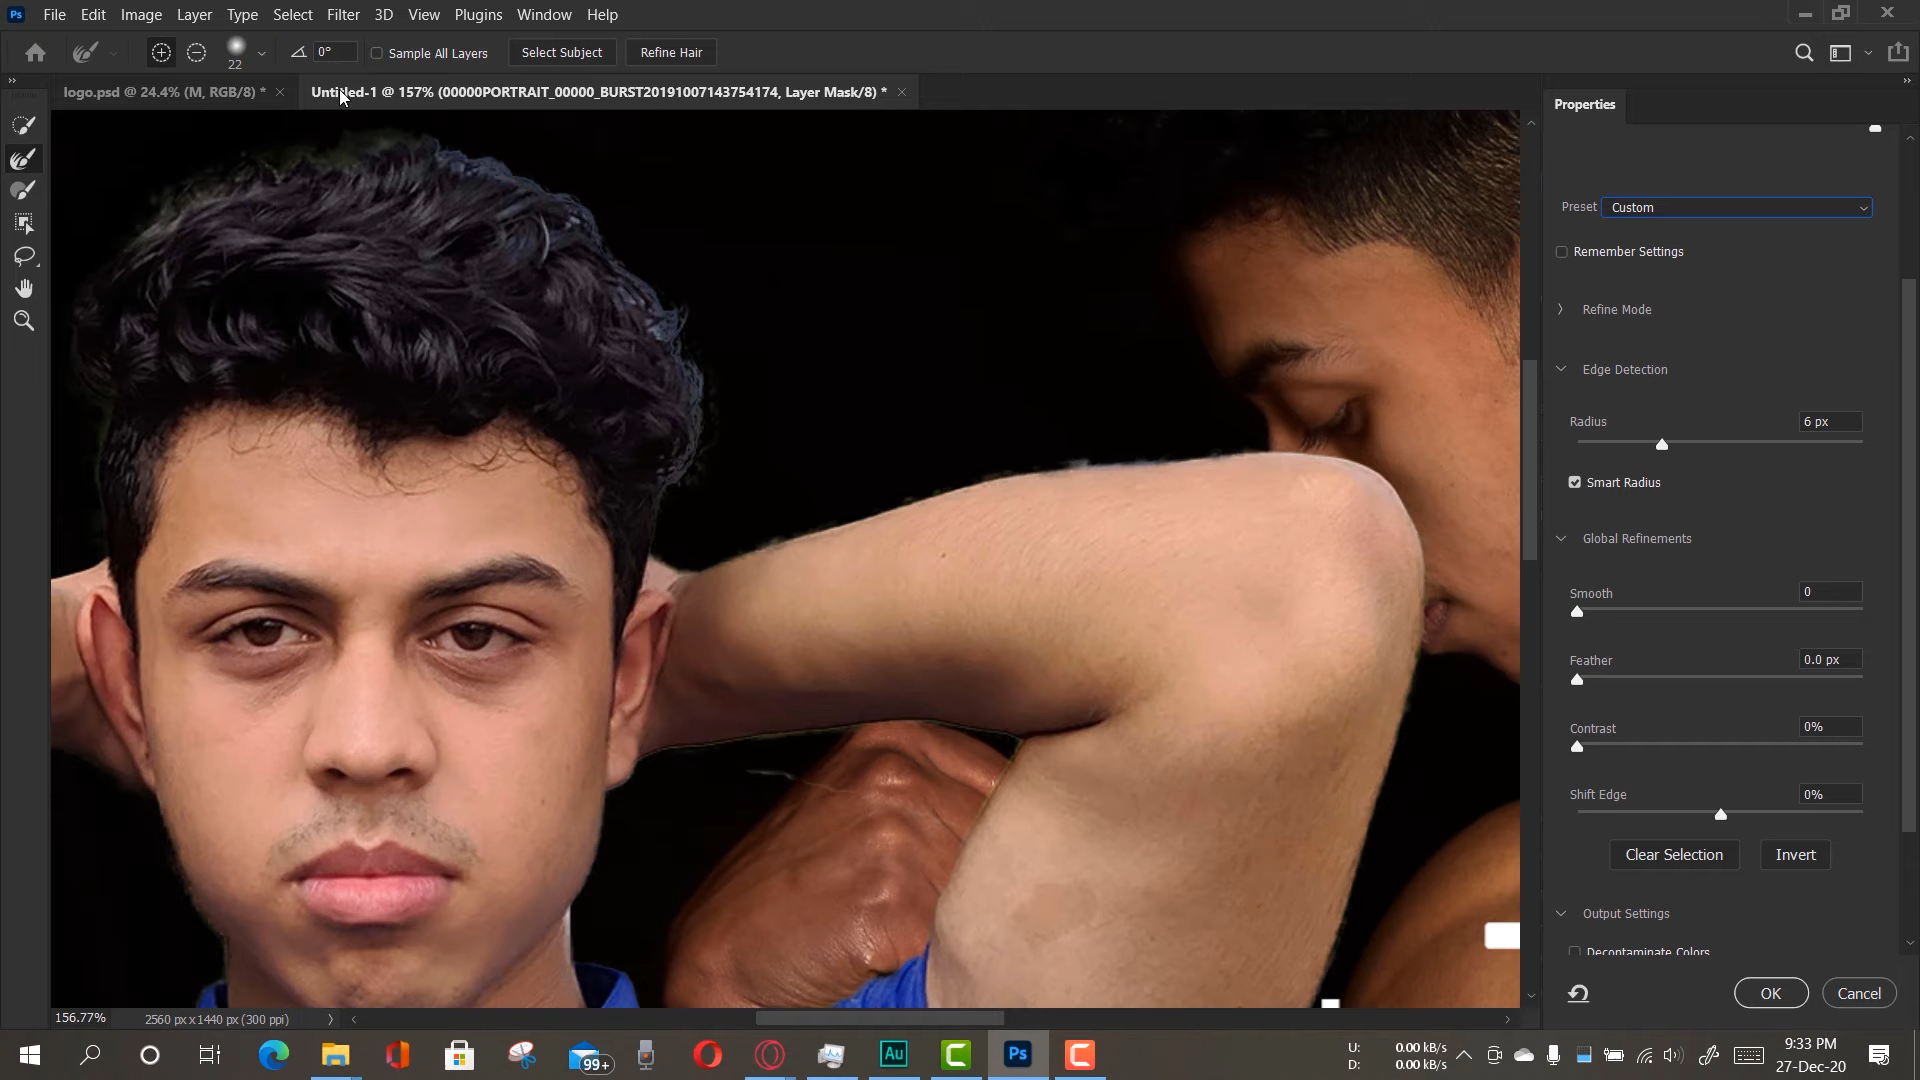 Ps File Edit Image Layer Type Select Filter 3D View Plugins Window Help
22 0° Sample All Layers Select Subject Refine Hair
logo.psd @ 24.4% (M, RGB/8) * Untitled-1 @ 157% (00000PORTRAIT_00000_BURST20191007143754174, Layer Mask/8) *
Properties
Preset Custom
Remember Settings
Refine Mode
Edge Detection
Radius 6 px
Smart Radius
Global Refinements
Smooth 0
Feather 0.0 px
Contrast 0%
Shift Edge 0%
Clear Selection Invert
Output Settings
Decontaminate Colors
OK Cancel
156.77% 2560 px x 1440 px (300 ppi)
99+ Au Ps
U: 0.00 kB/s
D: 0.00 kB/s
9:33 PM
27-Dec-20